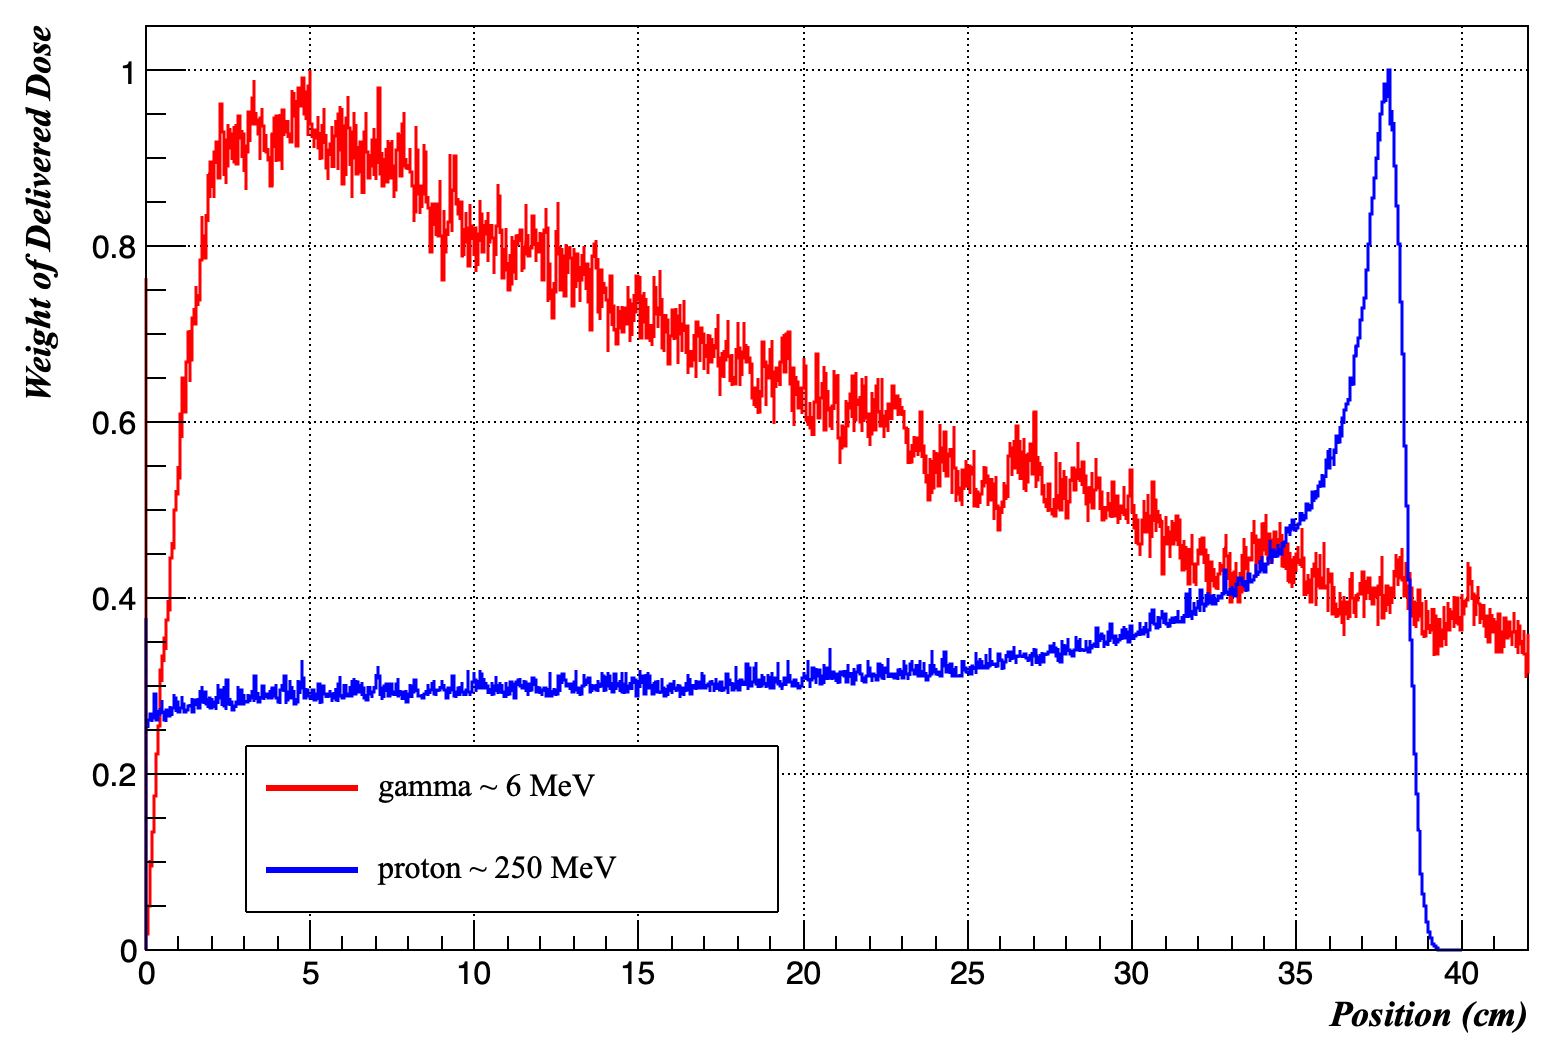 Weight of Delivered Dose
1
0.8
0.6
0.4
0.2
0
gamma ~ 6 MeV
proton ~ 250 MeV
0 5 10 15 20 25 30 35 40
Position (cm)